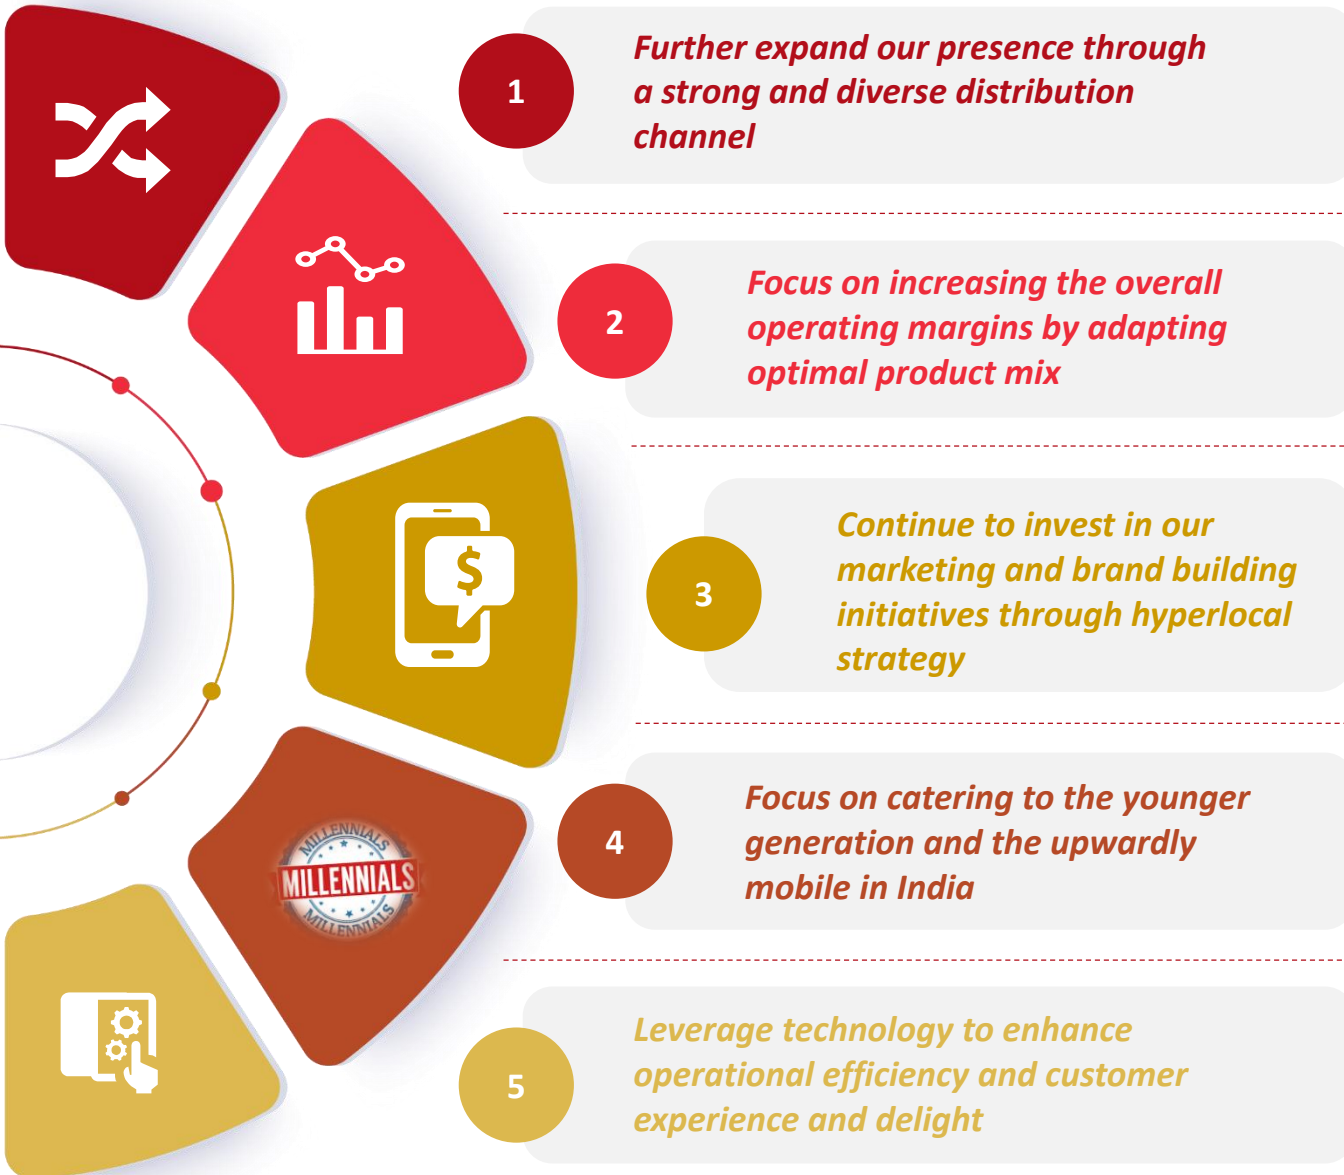 1
Further expand our presence through
a strong and diverse distribution
channel
2
Focus on increasing the overall
operating margins by adapting
optimal product mix
$
3
Continue to invest in our
marketing and brand building
initiatives through hyperlocal
strategy
4
Focus on catering to the younger
generation and the upwardly
mobile in India
MILLENNIALS
MILLENNIALS
MILLENNIALS
5
Leverage technology to enhance
operational efficiency and customer
experience and delight